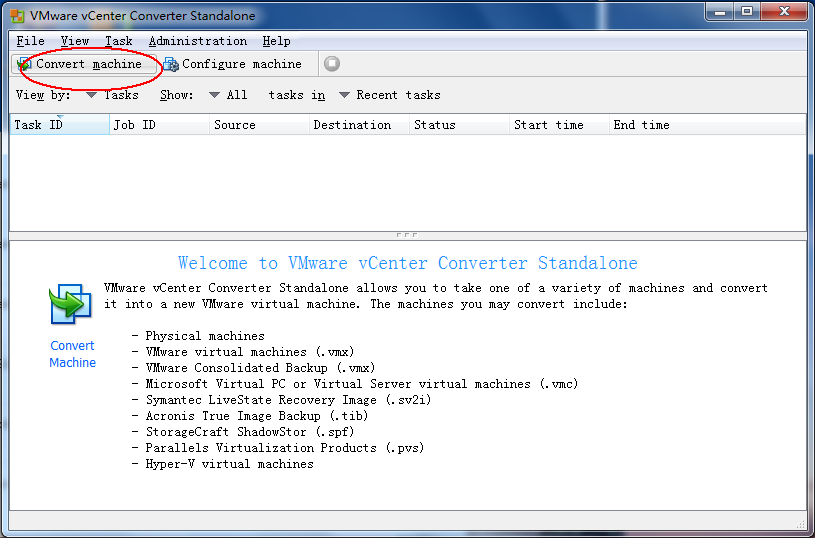 VMware vCenter Converter Standalone
File View Task Administration Help
Convert machine Configure machine
View by: Tasks Show: All tasks in Recent tasks
Task ID Job ID Source Destination Status Start time End time
Welcome to VMware vCenter Converter Standalone
VMware vCenter Converter Standalone allows you to take one of a variety of machines and convert
it into a new VMware virtual machine. The machines you may convert include:
- Physical machines
- VMware virtual machines (.vmx)
- VMware Consolidated Backup (.vmx)
- Microsoft Virtual PC or Virtual Server virtual machines (.vmc)
- Symantec LiveState Recovery Image (.sv2i)
- Acronis True Image Backup (.tib)
- StorageCraft ShadowStor (.spf)
- Parallels Virtualization Products (.pvs)
- Hyper-V virtual machines
Convert
Machine